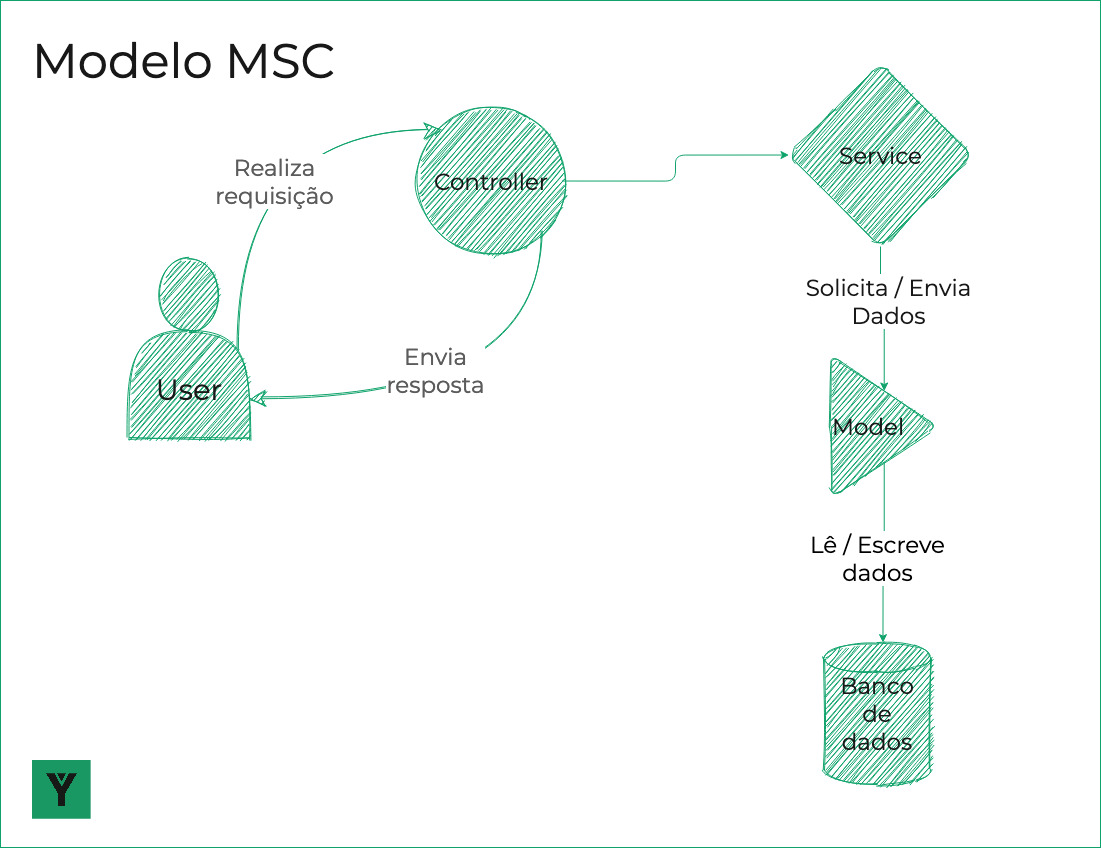 Modelo MSC
Realiza
requisição
Controller
Service
Solicita / Envia
Dados
Envia
resposta
User
Model
Lê / Escreve
dados
Banco
de
dados
Y